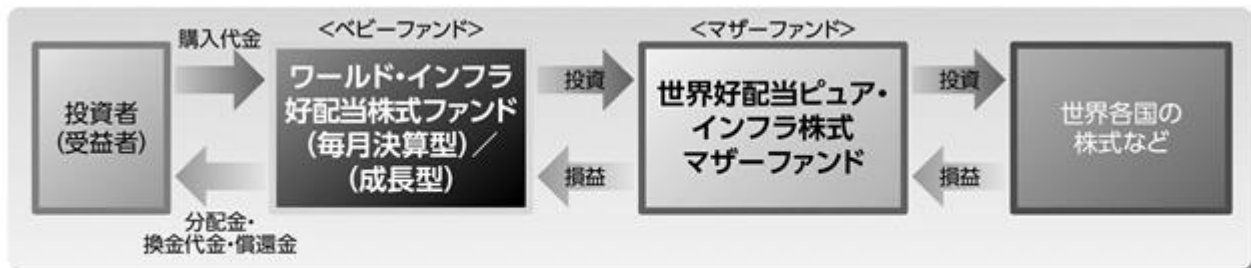 購入代金
投資者
(受益者)
分配金・
換金代金・償還金
<ベビーファンド>
ワールド・インフラ
好配当株式ファンド
(毎月決算型)/
(成長型)
投資
損益
<マザーファンド>
世界好配当ピュア・
インフラ株式
マザーファンド
投資
損益
世界各国の
株式など